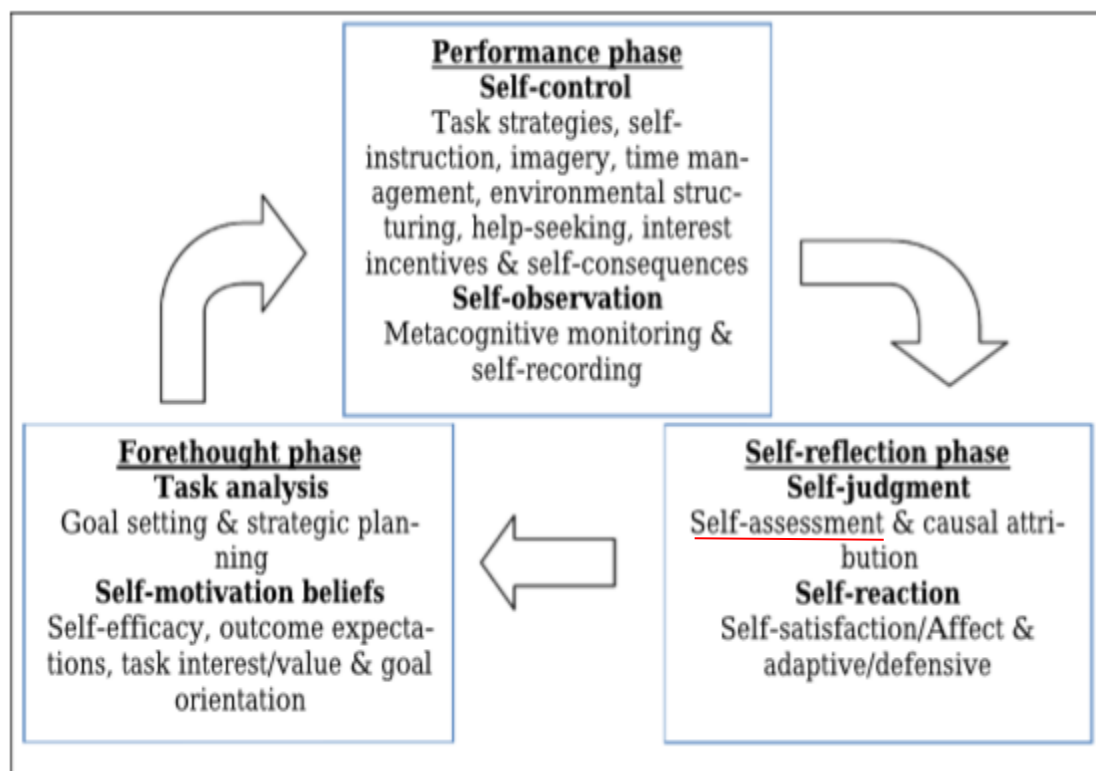 Performance phase
Self-control
Task strategies, self-
instruction, imagery, time man-
agement, environmental struc-
turing, help-seeking, interest
incentives & self-consequences
Self-observation
Metacognitive monitoring &
self-recording
Forethought phase
Task analysis
Goal setting & strategic plan-
ning
Self-motivation beliefs
Self-efficacy, outcome expecta-
tions, task interest/value & goal
orientation
Self-reflection phase
Self-judgment
Self-assessment & causal attri-
bution
Self-reaction
Self-satisfaction/Affect &
adaptive/defensive